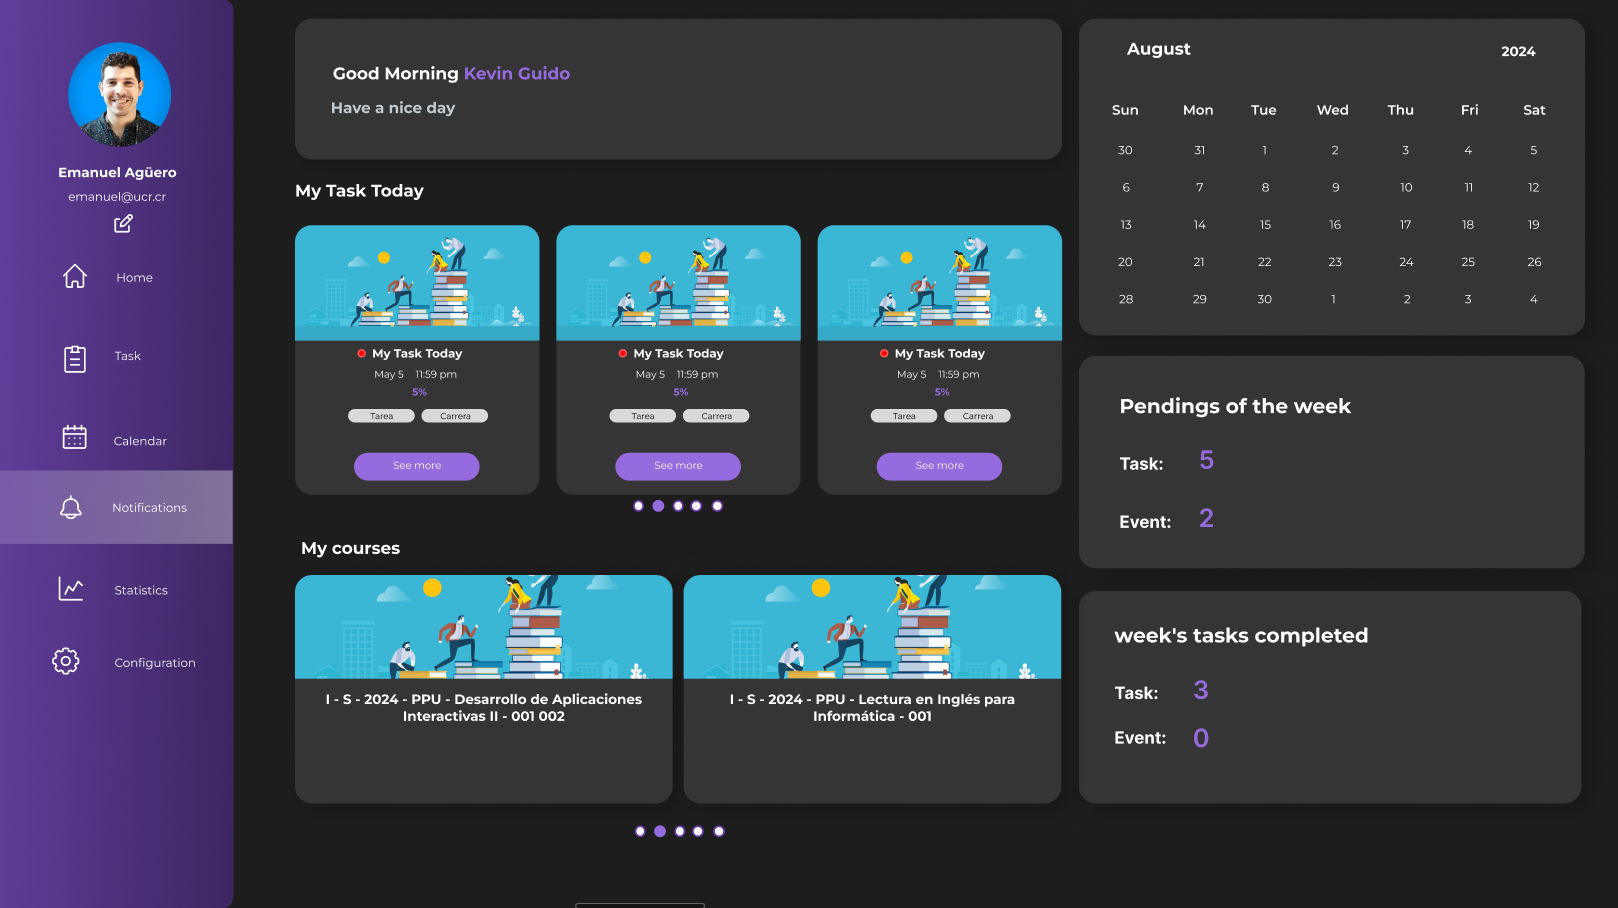 Emanuel Agüero
emanuel@ucr.cr
Home
Task
Calendar
Notifications
Statistics
Configuration
Good Morning Kevin Guido
Have a nice day
My Task Today
My Task Today
May 5 11:59 pm
5%
Tarea Carrera
See more
My Task Today
May 5 11:59 pm
5%
Tarea Carrera
See more
My Task Today
May 5 11:59 pm
5%
Tarea Carrera
See more
My courses
I - S - 2024 - PPU - Desarrollo de Aplicaciones
Interactivas II - 001 002
I - S - 2024 - PPU - Lectura en Inglés para
Informática - 001
August 2024
Sun Mon Tue Wed Thu Fri Sat
30 31 1 2 3 4 5
6 7 8 9 10 11 12
13 14 15 16 17 18 19
20 21 22 23 24 25 26
28 29 30 1 2 3 4
Pendings of the week
Task: 5
Event: 2
week's tasks completed
Task: 3
Event: 0